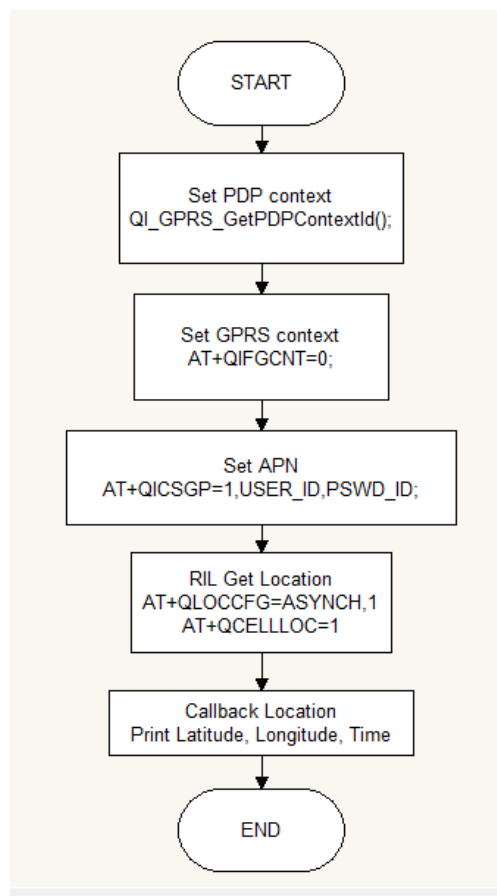 START
Set PDP context
QI_GPRS_GetPDPContextId();
Set GPRS context
AT+QIFGCNT=0;
Set APN
AT+QICSGP=1,USER_ID,PSWD_ID;
RIL Get Location
AT+QLOCCFG=ASYNCH,1
AT+QCELLLOC=1
Callback Location
Print Latitude, Longitude, Time
END